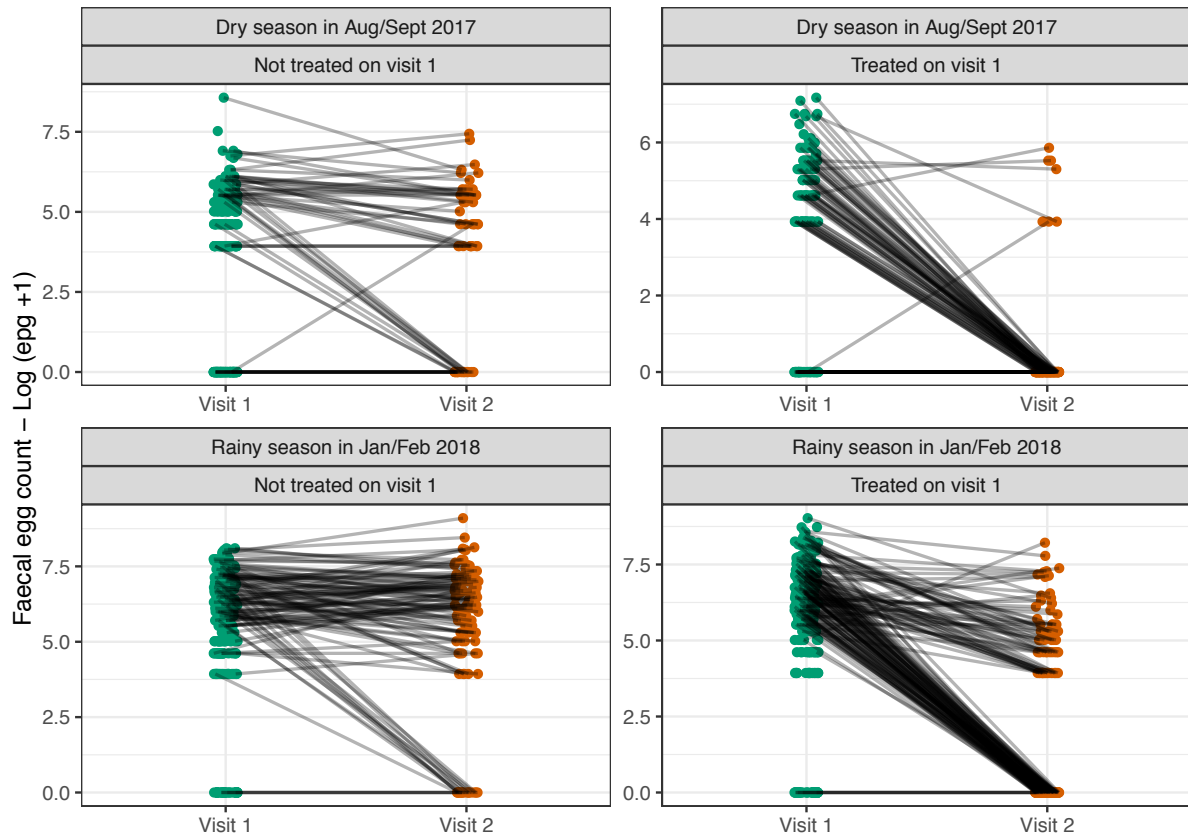 Dry season in Aug/Sept 2017
Not treated on visit 1
7.5
5.0
2.5
0.0
Visit 1 Visit 2
Dry season in Aug/Sept 2017
Treated on visit 1
6
4
2
0
Visit 1 Visit 2
Faecal egg count – Log (epg +1)
Rainy season in Jan/Feb 2018
Not treated on visit 1
7.5
5.0
2.5
0.0
Visit 1 Visit 2
Rainy season in Jan/Feb 2018
Treated on visit 1
7.5
5.0
2.5
0.0
Visit 1 Visit 2